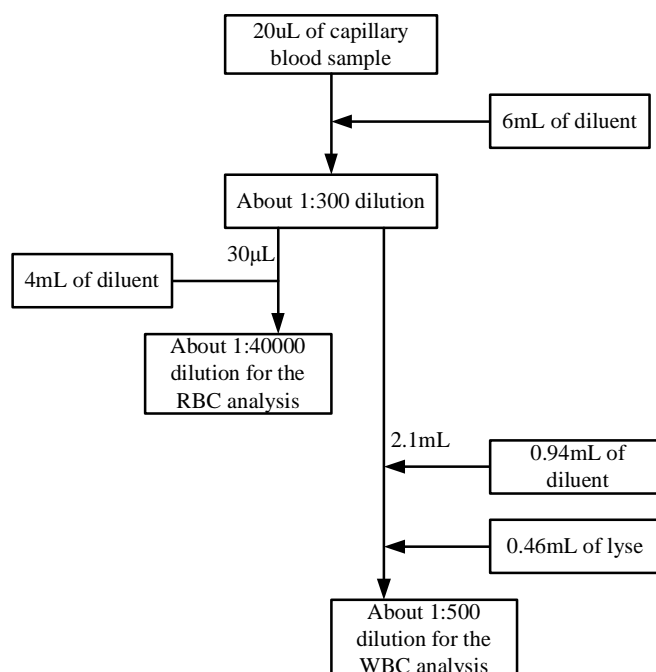 20uL of capillary
blood sample
6mL of diluent
About 1:300 dilution
30μL
4mL of diluent
About 1:40000
dilution for the
RBC analysis
2.1mL
0.94mL of
diluent
0.46mL of lyse
About 1:500
dilution for the
WBC analysis